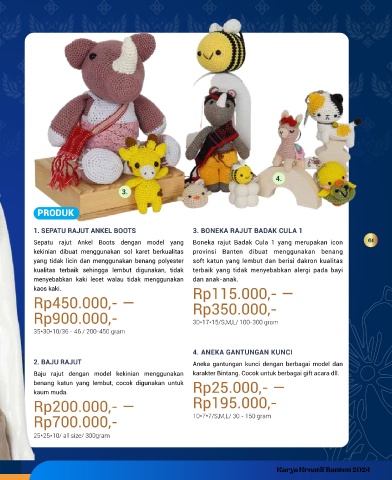 3.
4.
PRODUK
1. SEPATU RAJUT ANKEL BOOTS
Sepatu rajut Ankel Boots dengan model yang
kekinian dibuat menggunakan sol karet berkualitas
yang tidak licin dan menggunakan benang polyester
kualitas terbaik sehingga lembut digunakan, tidak
menyebabkan kaki lecet walau tidak menggunakan
kaos kaki.
Rp450.000,- —
Rp900.000,-
35•30•10/36 - 46 / 200-450 gram
2. BAJU RAJUT
Baju rajut dengan model kekinian menggunakan
benang katun yang lembut, cocok digunakan untuk
kaum muda.
Rp200.000,- —
Rp700.000,-
25•25•10/ all size/ 300gram
3. BONEKA RAJUT BADAK CULA 1
Boneka rajut Badak Cula 1 yang merupakan icon
provinsi Banten dibuat menggunakan benang
soft katun yang lembut dan berisi dakron kualitas
terbaik yang tidak menyebabkan alergi pada bayi
dan anak-anak.
Rp115.000,- —
Rp350.000,-
30•17•15/S,M,L/ 100-300 gram
4. ANEKA GANTUNGAN KUNCI
Aneka gantungan kunci dengan berbagai model dan
karakter Bintang. Cocok untuk berbagai gift acara dll.
Rp25.000,- —
Rp195.000,-
10•7•7/S,M,L/ 30 - 150 gram
Karya Kreatif Banten 2024